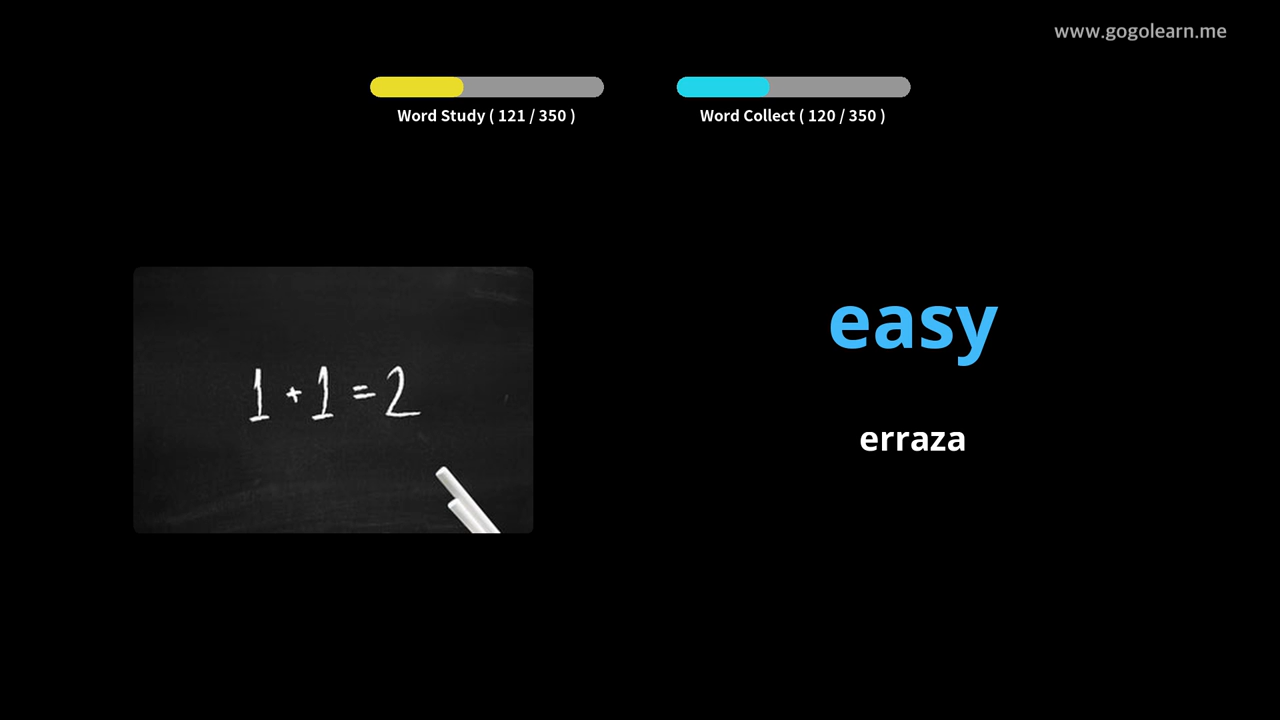 www.gogolearn.me
Word Study ( 121 / 350 )
Word Collect ( 120 / 350 )
1 + 1 = 2
easy
erraza